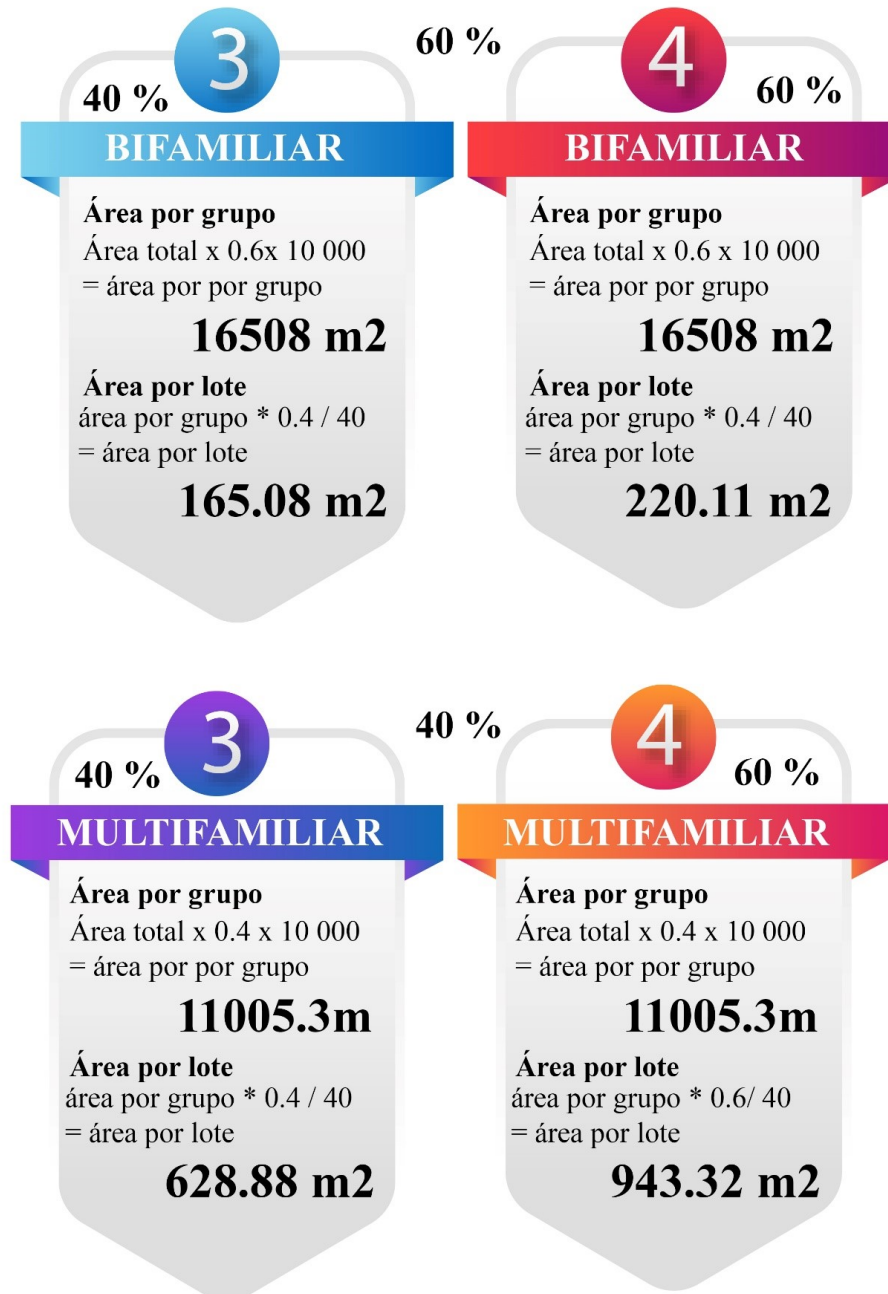 60 %
3
40 %
BIFAMILIAR
Área por grupo
Área total x 0.6x 10 000
= área por por grupo
16508 m2
Área por lote
área por grupo * 0.4 / 40
= área por lote
165.08 m2
4
60 %
BIFAMILIAR
Área por grupo
Área total x 0.6 x 10 000
= área por por grupo
16508 m2
Área por lote
área por grupo * 0.4 / 40
= área por lote
220.11 m2
40 %
3
40 %
MULTIFAMILIAR
Área por grupo
Área total x 0.4 x 10 000
= área por por grupo
11005.3m
Área por lote
área por grupo * 0.4 / 40
= área por lote
628.88 m2
4
60 %
MULTIFAMILIAR
Área por grupo
Área total x 0.4 x 10 000
= área por por grupo
11005.3m
Área por lote
área por grupo * 0.6/ 40
= área por lote
943.32 m2